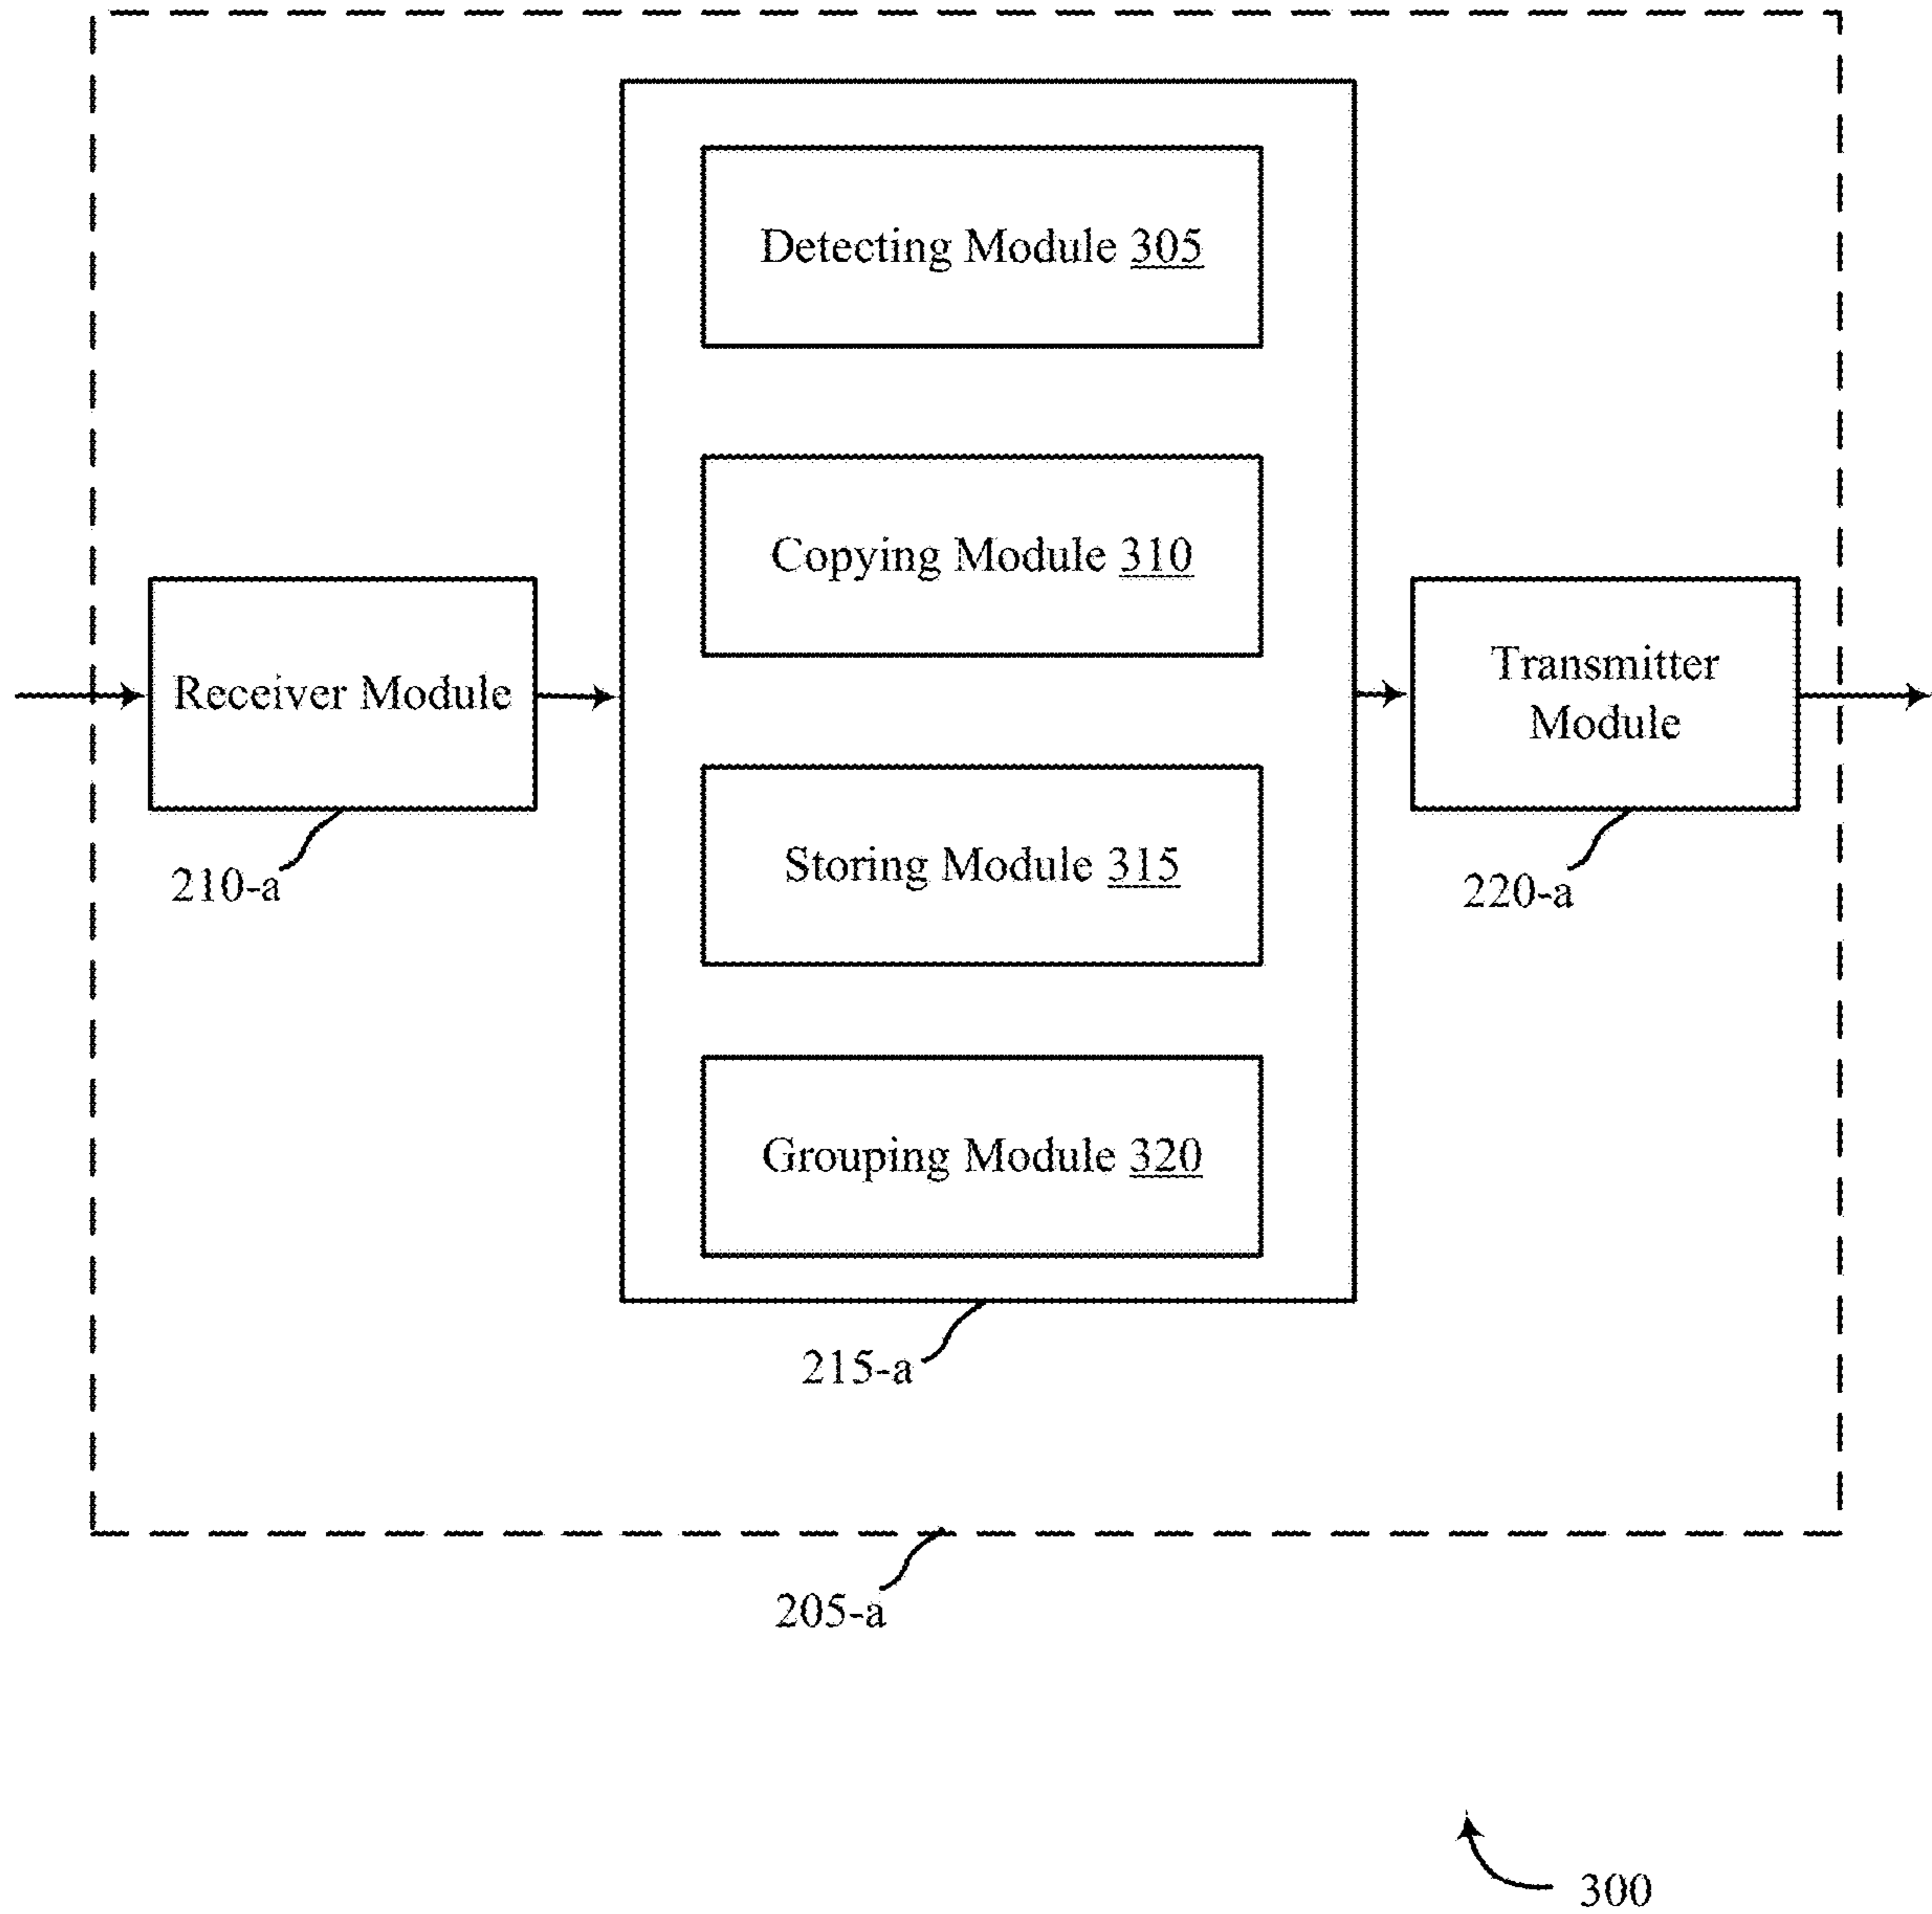 Detecting Module 305
Copying Module 310
Receiver Module
Transmitter
Module
Storing Module 315
210-a
220-a
Grouping Module 320
215-a
205-a
300